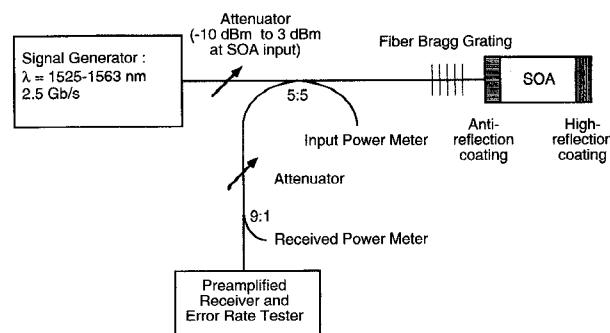 Attenuator
(-10 dBm to 3 dBm
at SOA input)
Signal Generator :
λ = 1525-1563 nm
2.5 Gb/s
Fiber Bragg Grating
SOA
5:5
Input Power Meter
Anti-
reflection
coating
High-
reflection
coating
Attenuator
9:1
Received Power Meter
Preamplified
Receiver and
Error Rate Tester